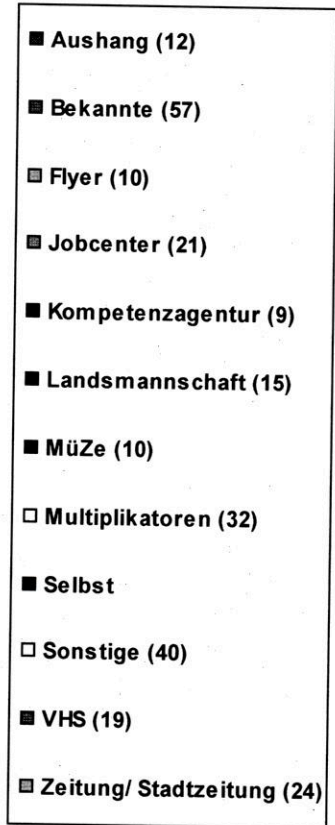 Aushang (12)
Bekannte (57)
Flyer (10)
Jobcenter (21)
Kompetenzagentur (9)
Landsmannschaft (15)
MüZe (10)
Multiplikatoren (32)
Selbst
Sonstige (40)
VHS (19)
Zeitung/ Stadtzeitung (24)